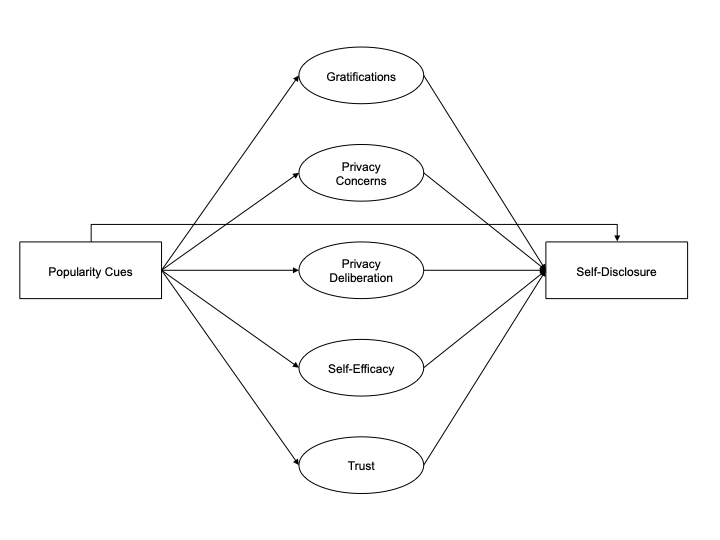 Gratifications
Privacy
Concerns
Popularity Cues
Privacy
Deliberation
Self-Disclosure
Self-Efficacy
Trust